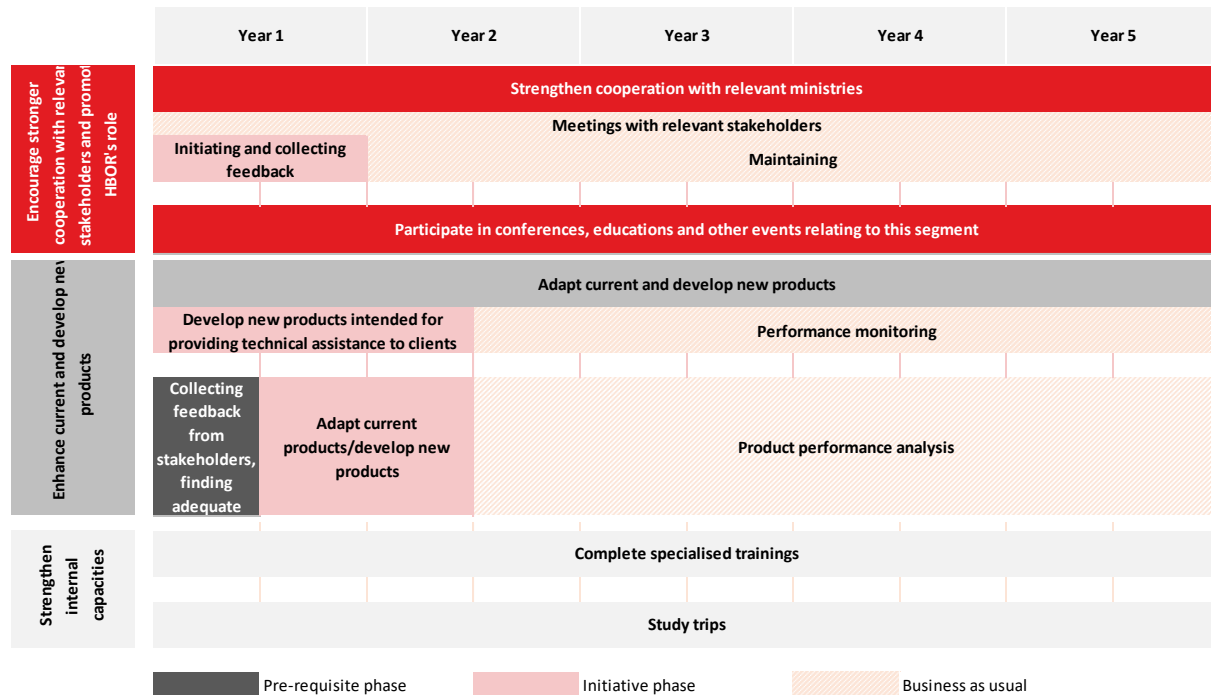 Year 1
Year 2
Year 3
Year 4
Year 5
Encourage stronger
cooperation with relevan
stakeholders and promot
HBOR's role
Strengthen cooperation with relevant ministries
Meetings with relevant stakeholders
Initiating and collecting
feedback
Maintaining
Participate in conferences, educations and other events relating to this segment
Enhance current and develop new
products
Adapt current and develop new products
Develop new products intended for
providing technical assistance to clients
Performance monitoring
Collecting
feedback
from
stakeholders,
finding
adequate
Adapt current
products/develop new
products
Product performance analysis
Strengthen
internal
capacities
Complete specialised trainings
Study trips
Pre-requisite phase
Initiative phase
Business as usual